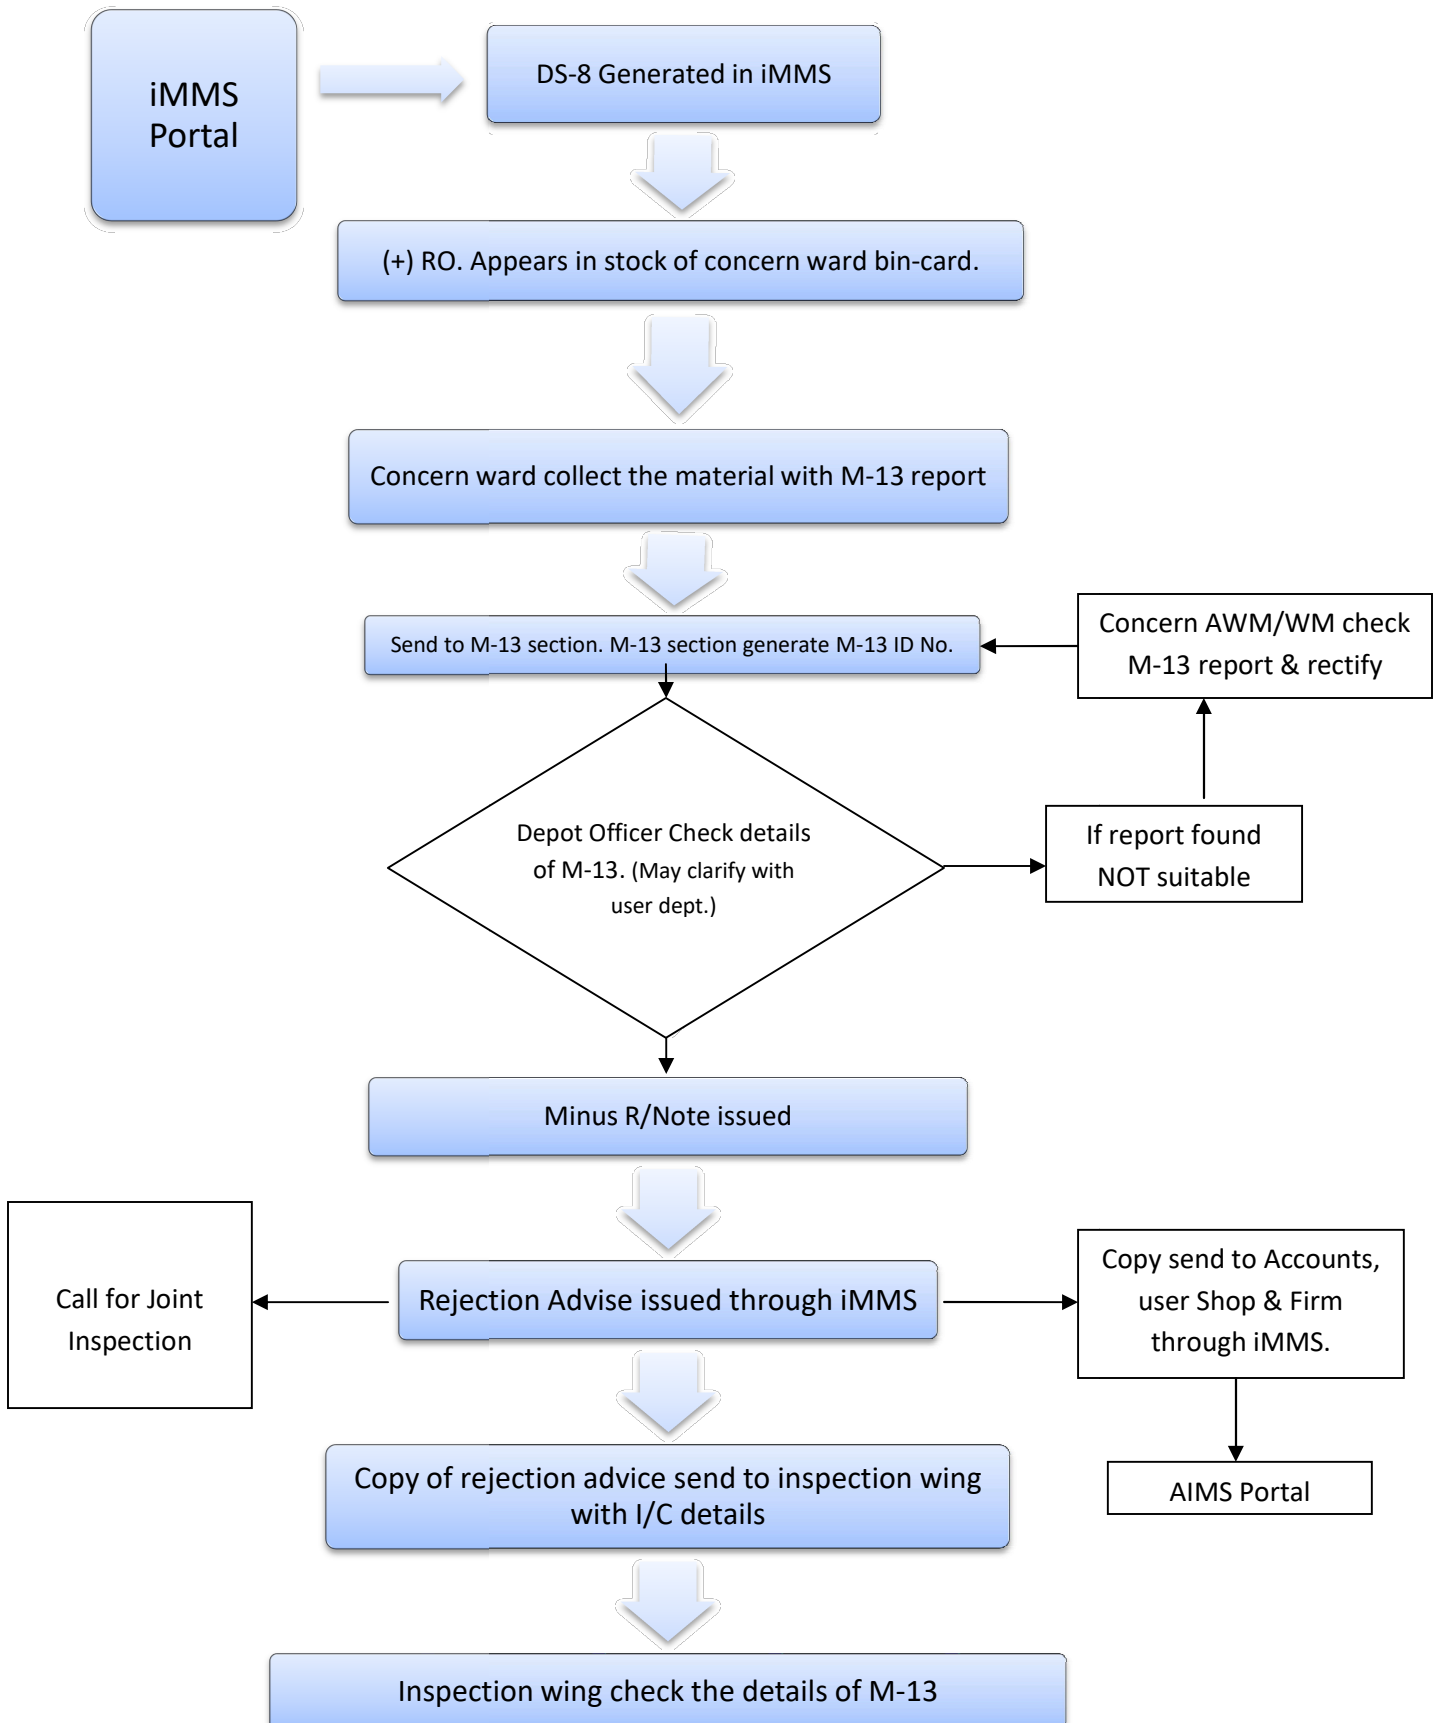 iMMS
Portal
DS-8 Generated in iMMS
(+) RO. Appears in stock of concern ward bin-card.
Concern ward collect the material with M-13 report
Send to M-13 section. M-13 section generate M-13 ID No.
Concern AWM/WM check
M-13 report & rectify
Depot Officer Check details
of M-13. (May clarify with
user dept.)
If report found
NOT suitable
Minus R/Note issued
Call for Joint
Inspection
Rejection Advise issued through iMMS
Copy send to Accounts,
user Shop & Firm
through iMMS.
AIMS Portal
Copy of rejection advice send to inspection wing
with I/C details
Inspection wing check the details of M-13